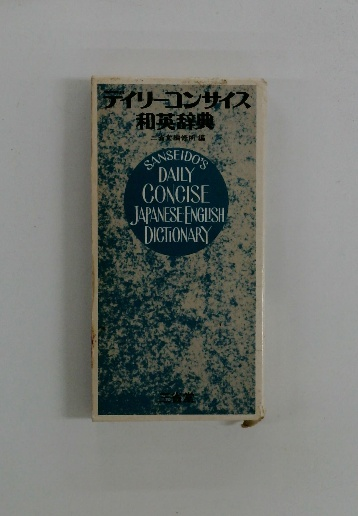 デイリーコンサイス
和英辞典
三省堂編修所 編
SANSEIDO'S
DAILY
CONCISE
JAPANESE-ENGLISH
DICTIONARY
三省堂